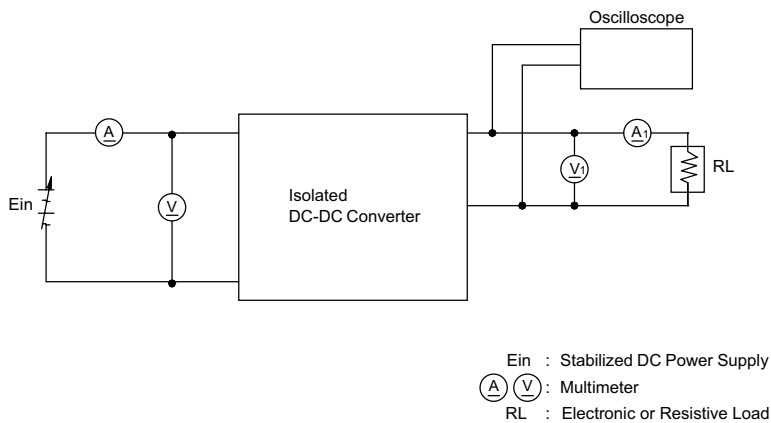 Oscilloscope
A
A1
Ein
V
Isolated
DC-DC Converter
V1
RL
Ein : Stabilized DC Power Supply
A V : Multimeter
RL : Electronic or Resistive Load